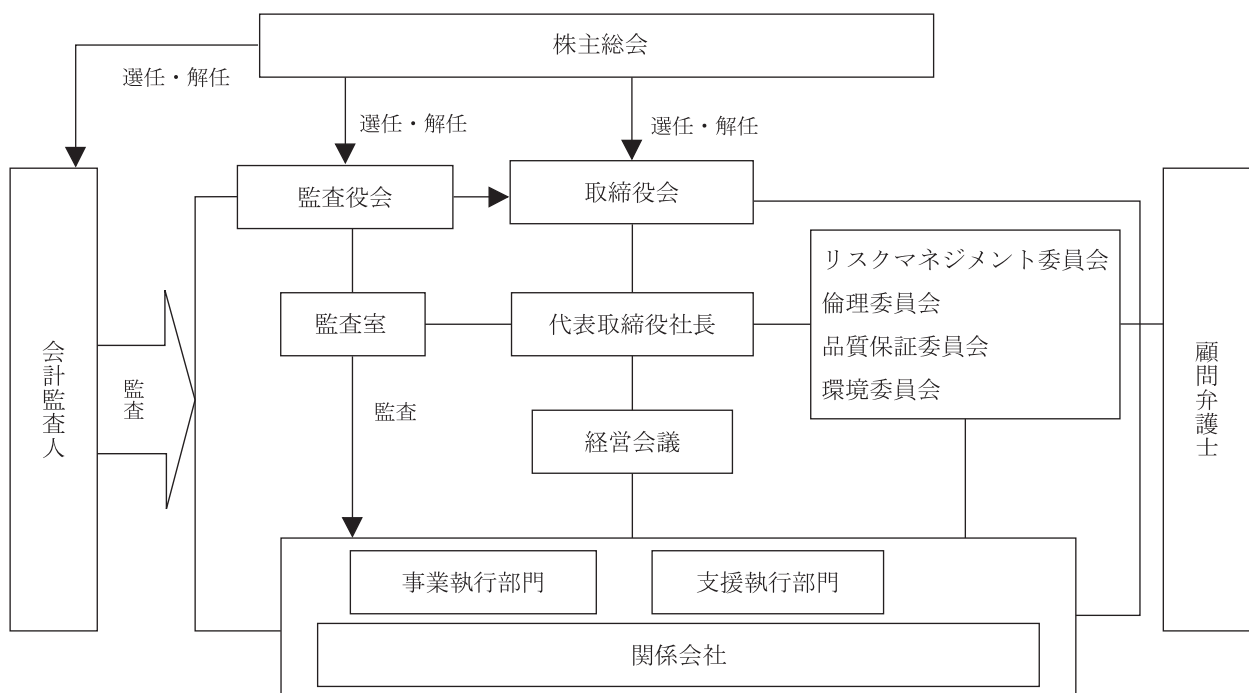 株主総会
選任・解任
選任・解任
選任・解任
監査役会
取締役会
リスクマネジメント委員会
倫理委員会
品質保証委員会
環境委員会
監査室
代表取締役社長
会計監査人
監査
監査
経営会議
顧問弁護士
事業執行部門
支援執行部門
関係会社